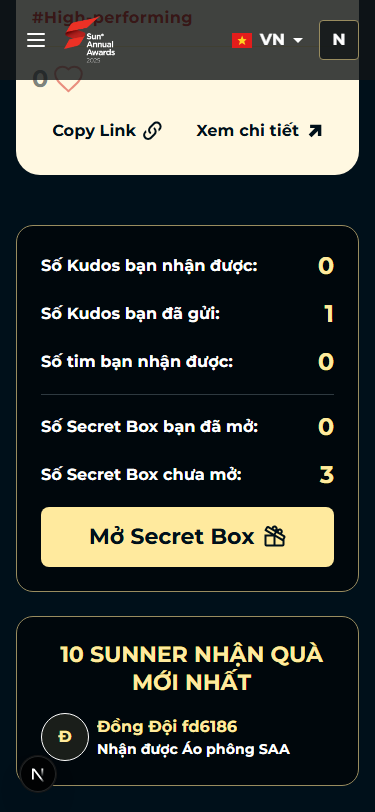 #High-performing
Sun*
Annual
Awards
2025
VN
N
0
Copy Link
Xem chi tiết
Số Kudos bạn nhận được: 0
Số Kudos bạn đã gửi: 1
Số tim bạn nhận được: 0
Số Secret Box bạn đã mở: 0
Số Secret Box chưa mở: 3
Mở Secret Box
10 SUNNER NHẬN QUÀ
MỚI NHẤT
Đ
Đồng Đội fd6186
Nhận được Áo phông SAA
N